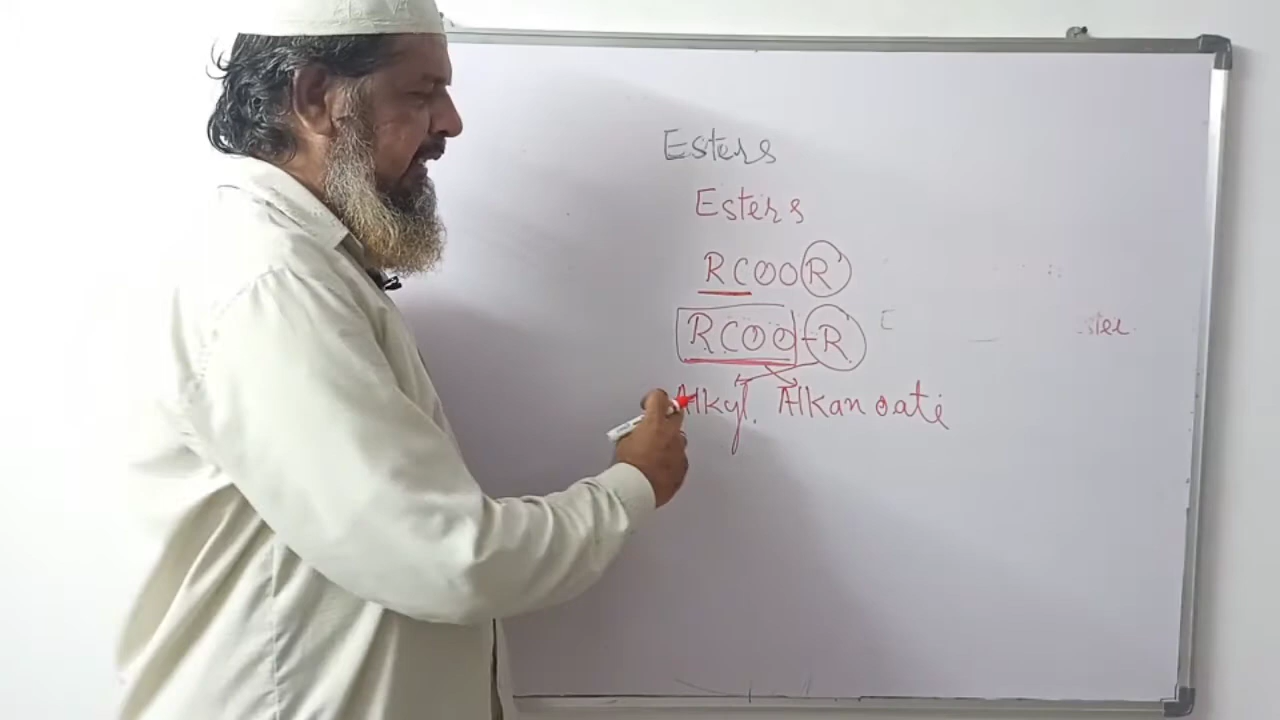 Esters
Esters
RCOOR'
RCOO-R
Alkyl. Alkanoate